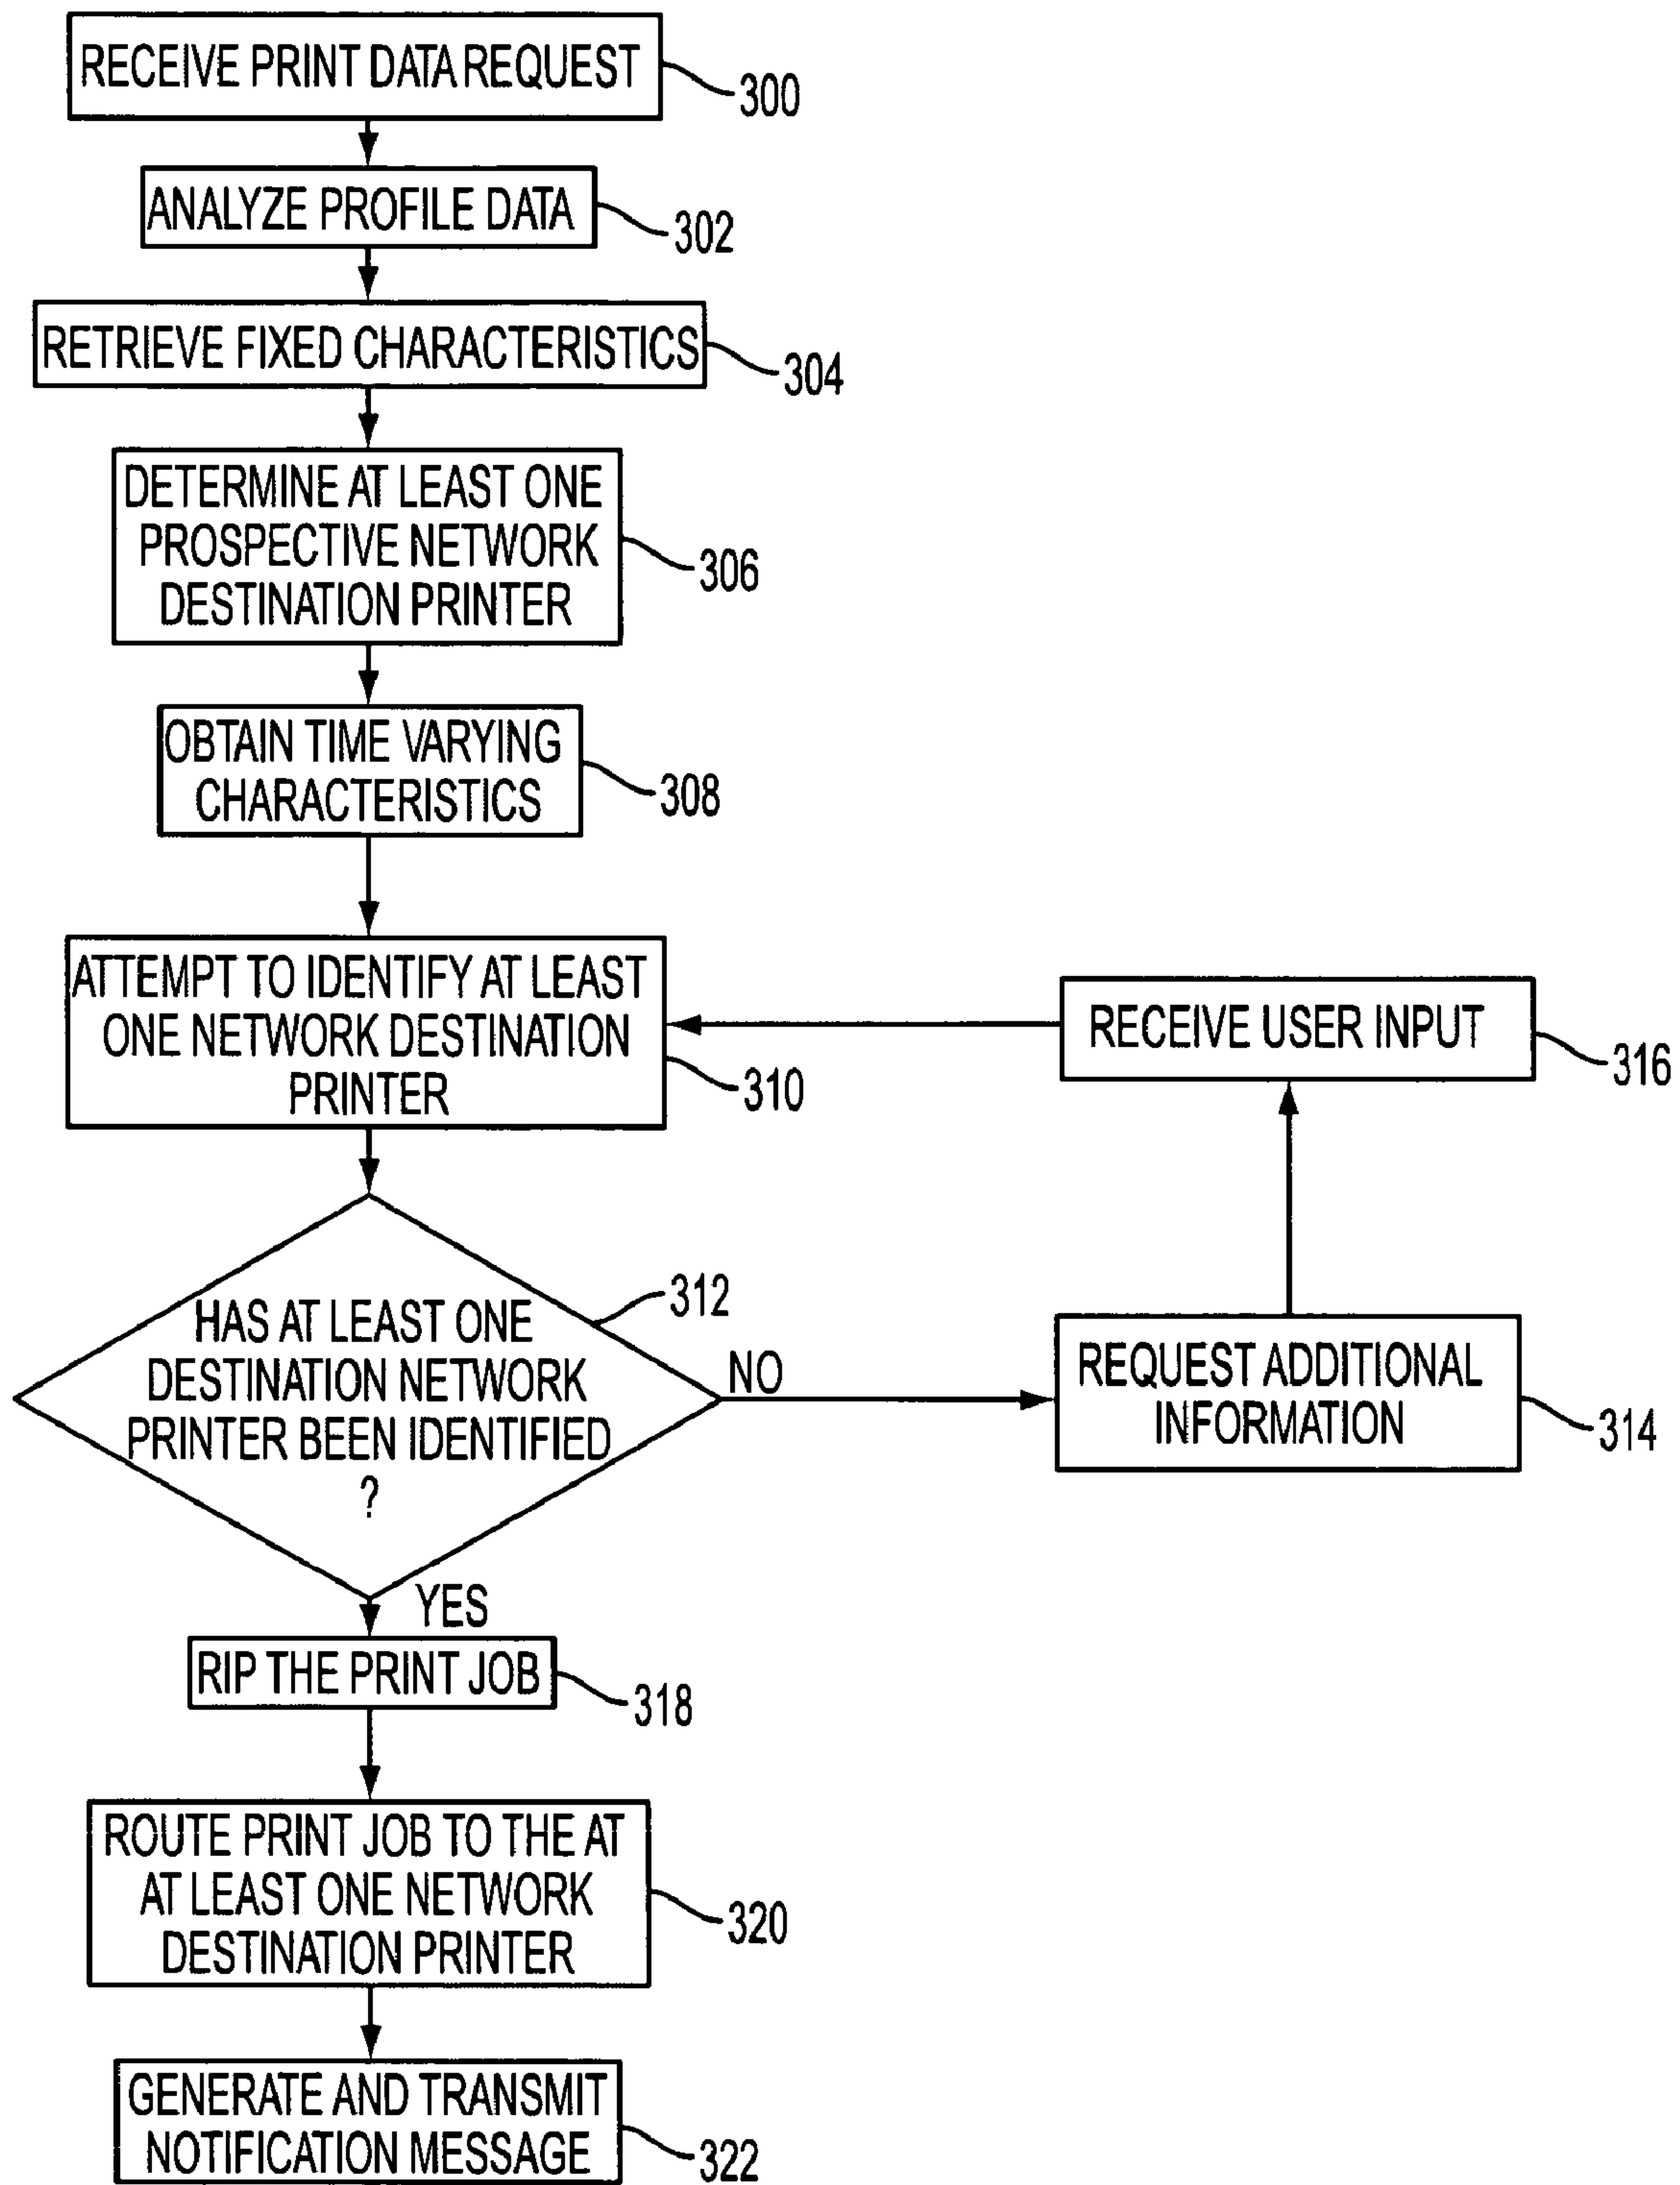 RECEIVE PRINT DATA REQUEST
300
ANALYZE PROFILE DATA
302
RETRIEVE FIXED CHARACTERISTICS
304
DETERMINE AT LEAST ONE
PROSPECTIVE NETWORK
DESTINATION PRINTER
306
OBTAIN TIME VARYING
CHARACTERISTICS
308
ATTEMPT TO IDENTIFY AT LEAST
ONE NETWORK DESTINATION
PRINTER
310
RECEIVE USER INPUT
316
HAS AT LEAST ONE
DESTINATION NETWORK
PRINTER BEEN IDENTIFIED
?
312
NO
REQUEST ADDITIONAL
INFORMATION
314
YES
RIP THE PRINT JOB
318
ROUTE PRINT JOB TO THE AT
AT LEAST ONE NETWORK
DESTINATION PRINTER
320
GENERATE AND TRANSMIT
NOTIFICATION MESSAGE
322